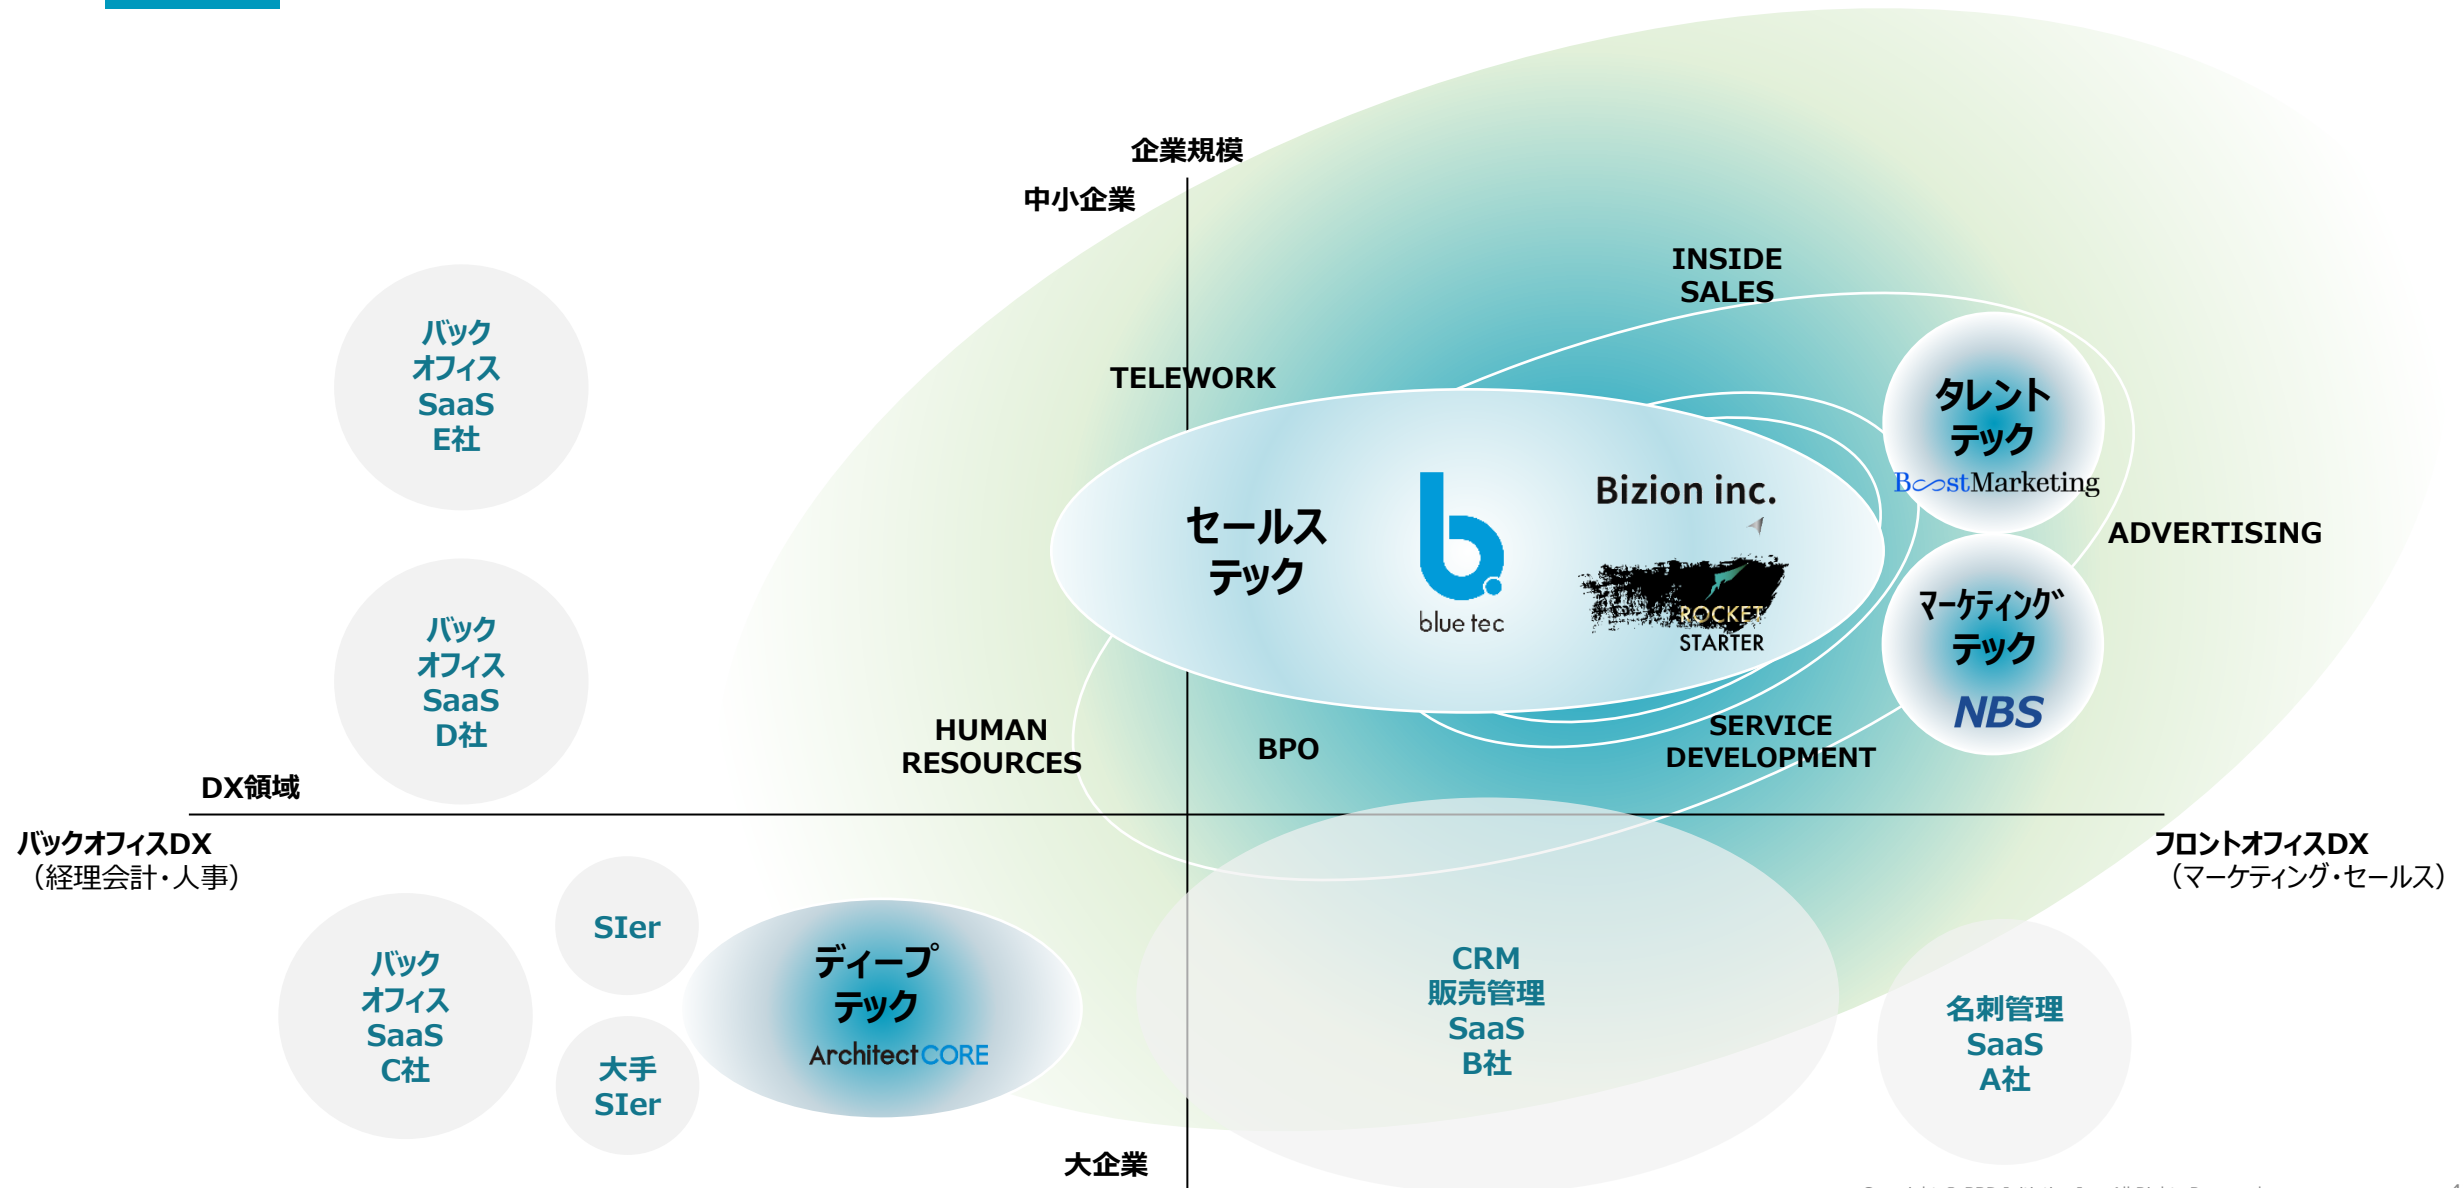 企業規模
中小企業
INSIDE
SALES
TELEWORK
バック
オフィス
SaaS
E社
タレント
テック
BoostMarketing
セールス
テック
blue tec
Bizion inc.
ROCKET
STARTER
ADVERTISING
マーケティング
テック
NBS
バック
オフィス
SaaS
D社
HUMAN
RESOURCES
BPO
SERVICE
DEVELOPMENT
DX領域
バックオフィスDX
（経理会計・人事）
フロントオフィスDX
（マーケティング・セールス）
バック
オフィス
SaaS
C社
SIer
大手
SIer
ディープ
テック
ArchitectCORE
CRM
販売管理
SaaS
B社
名刺管理
SaaS
A社
大企業